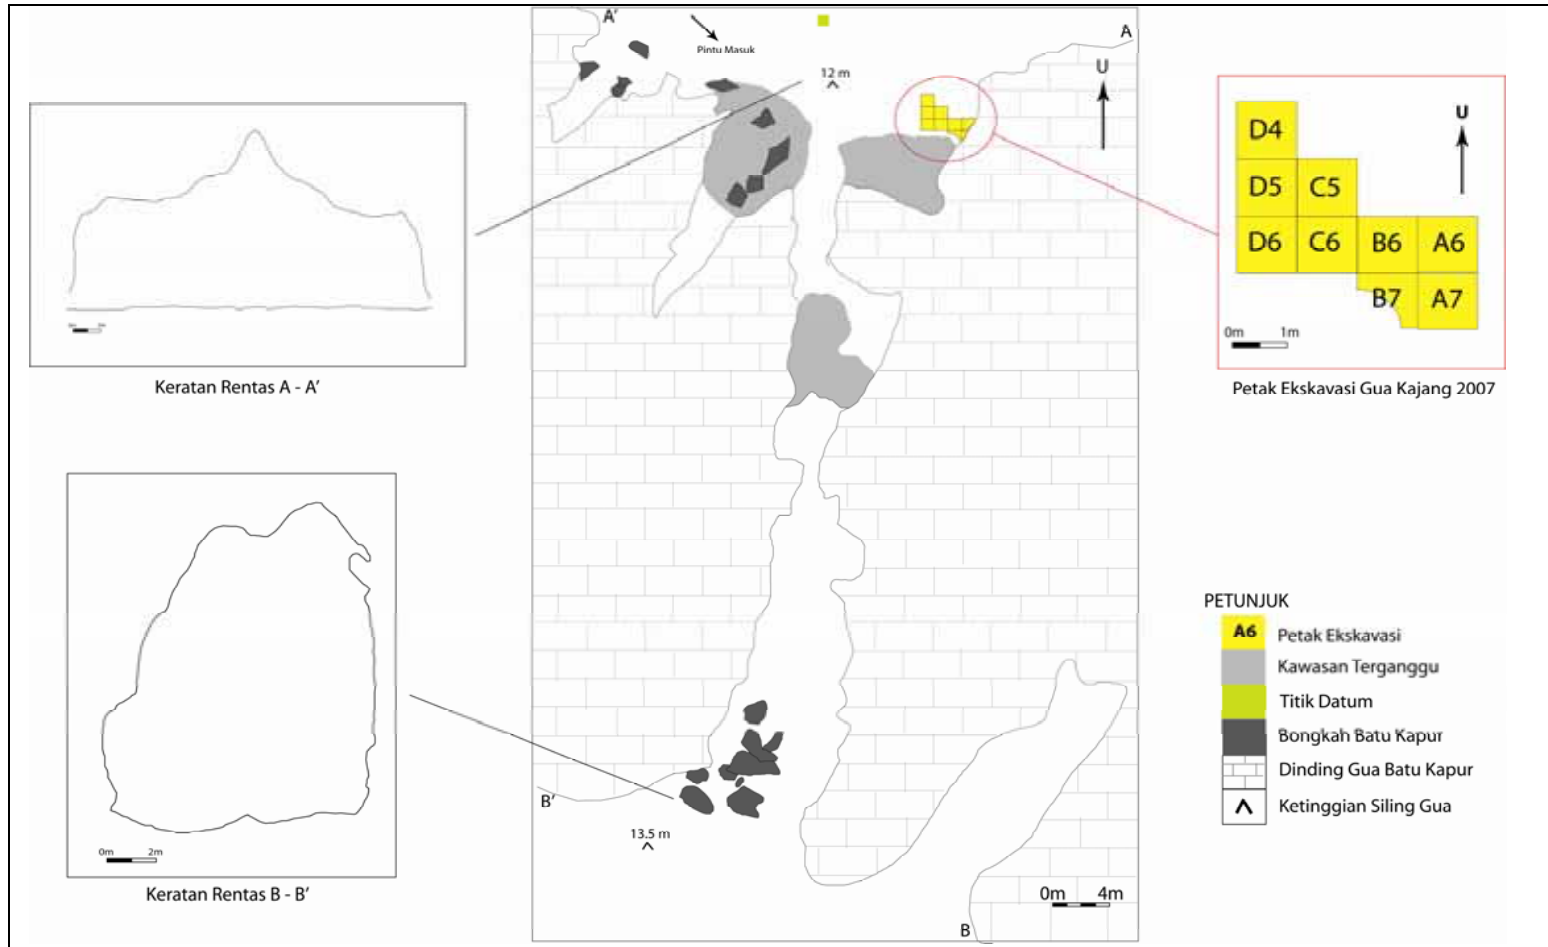 A'
Pintu Masuk
A
12 m
U
Keratan Rentas A - A'
D4
U
D5 C5
D6 C6 B6 A6
B7 A7
0m 1m
Petak Ekskavasi Gua Kajang 2007
B'
13.5 m
0m 2m
Keratan Rentas B - B'
0m 4m
B
PETUNJUK
A6 Petak Ekskavasi
Kawasan Terganggu
Titik Datum
Bongkah Batu Kapur
Dinding Gua Batu Kapur
Ketinggian Siling Gua